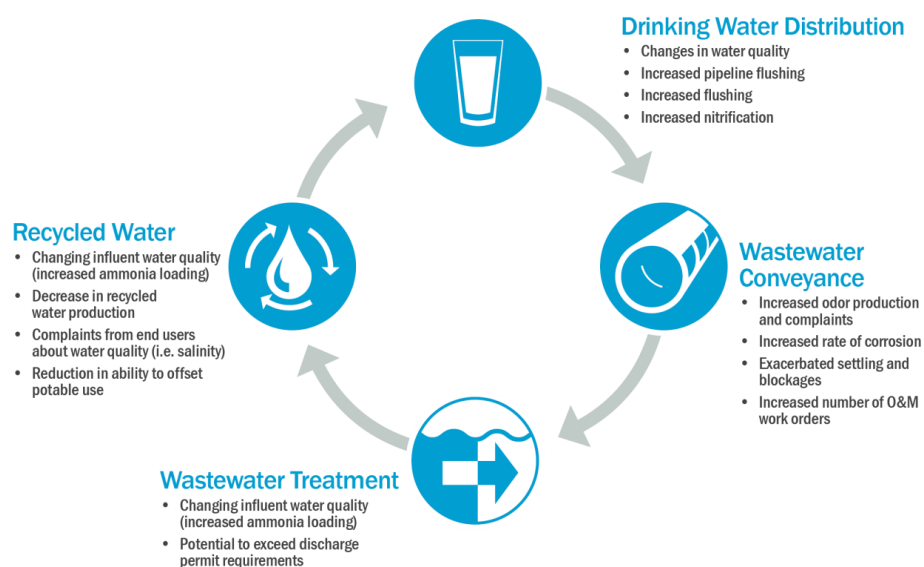 Drinking Water Distribution
• Changes in water quality
• Increased pipeline flushing
• Increased flushing
• Increased nitrification
Wastewater
Conveyance
• Increased odor production
and complaints
• Increased rate of corrosion
• Exacerbated settling and
blockages
• Increased number of O&M
work orders
Wastewater Treatment
• Changing influent water quality
(increased ammonia loading)
• Potential to exceed discharge
permit requirements
Recycled Water
• Changing influent water quality
(increased ammonia loading)
• Decrease in recycled
water production
• Complaints from end users
about water quality (i.e. salinity)
• Reduction in ability to offset
potable use